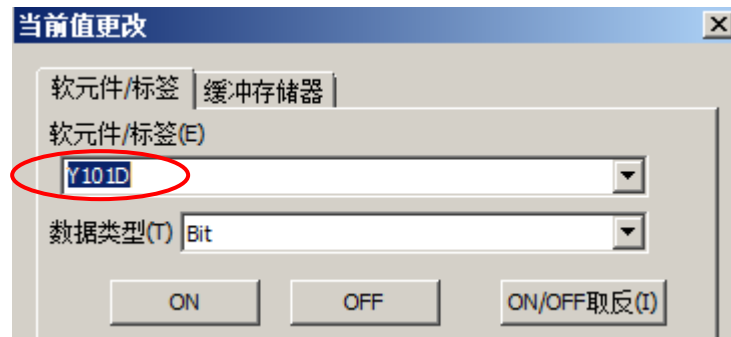 当前值更改
软元件/标签 缓冲存储器
软元件/标签(E)
Y101D
数据类型(T) Bit
ON OFF ON/OFF取反(I)